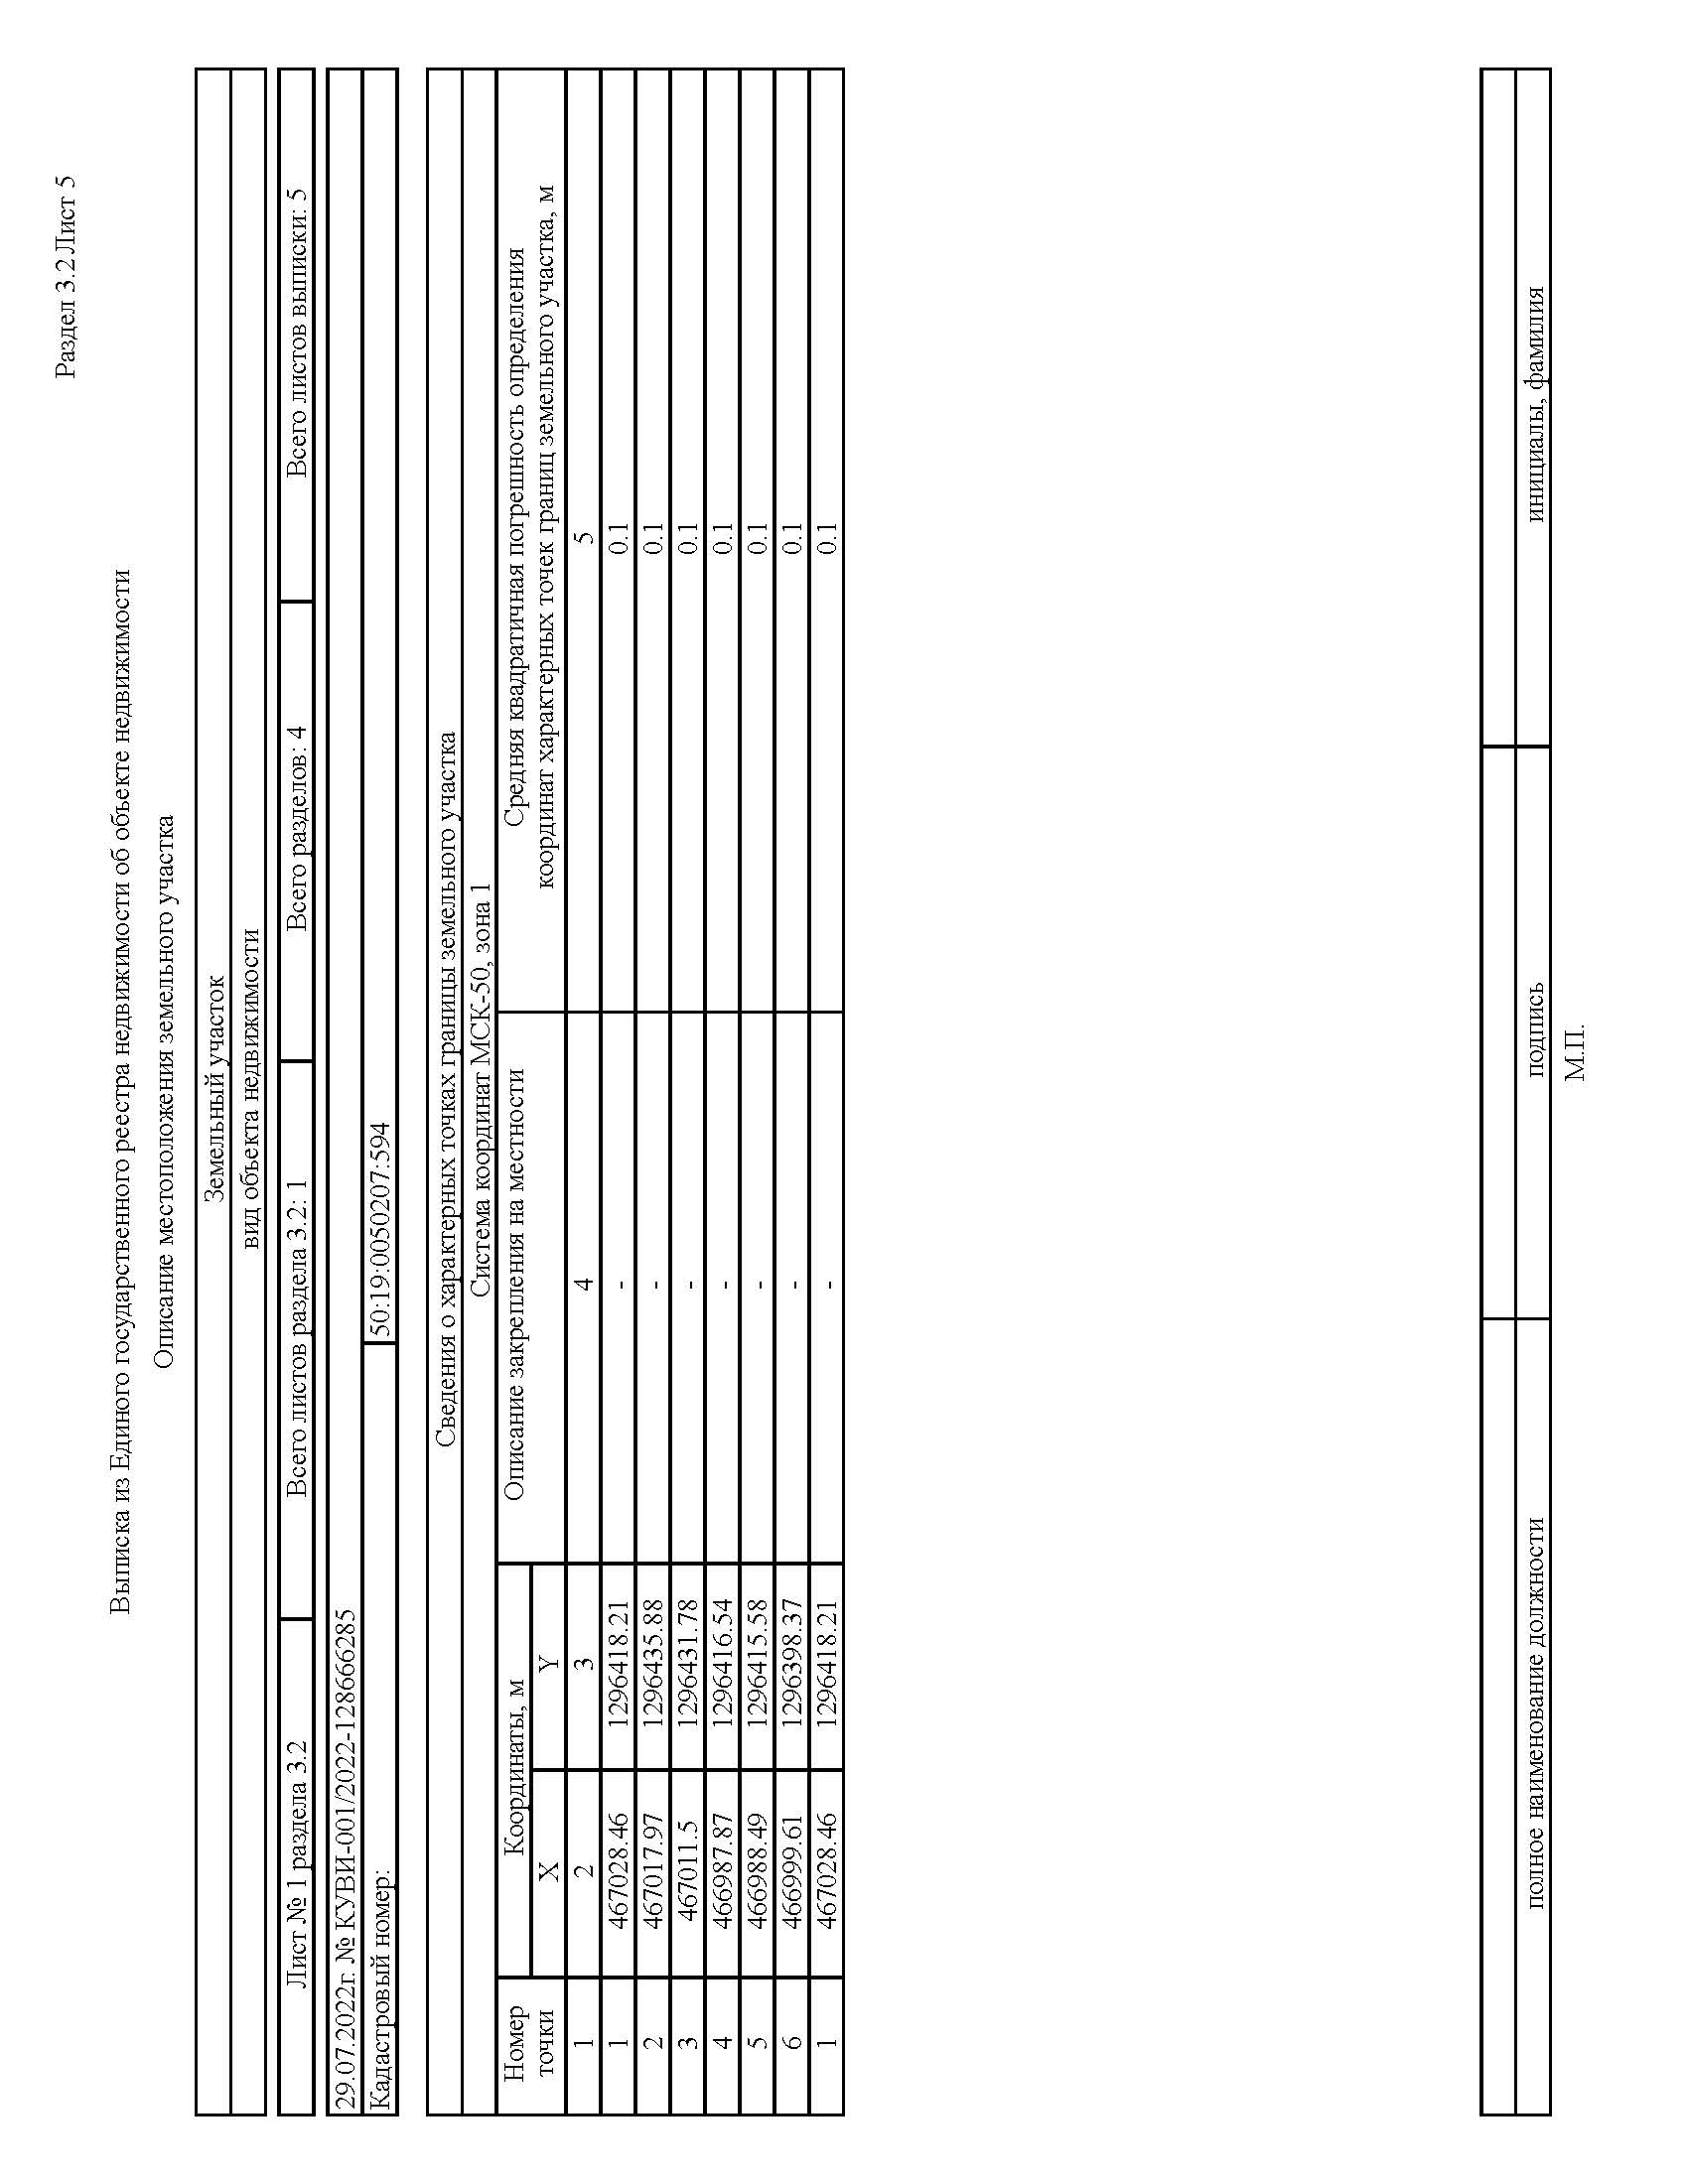 Раздел 3.2 Лист 5
Выписка из Единого государственного реестра недвижимости об объекте недвижимости
Описание местоположения земельного участка
Земельный участок
вид объекта недвижимости
Лист № 1 раздела 3.2 Всего листов раздела 3.2: 1 Всего разделов: 4 Всего листов выписки: 5
29.07.2022г. № КУВИ-001/2022-128666285
Кадастровый номер: 50:19:0050207:594
Сведения о характерных точках границы земельного участка
Система координат МСК-50, зона 1
Номер точки Координаты, м Описание закрепления на местности Средняя квадратичная погрешность определения
координат характерных точек границ земельного участка, м
X Y
1 2 3 4 5
1 467028.46 1296418.21 - 0.1
2 467017.97 1296435.88 - 0.1
3 467011.5 1296431.78 - 0.1
4 466987.87 1296416.54 - 0.1
5 466988.49 1296415.58 - 0.1
6 466999.61 1296398.37 - 0.1
1 467028.46 1296418.21 - 0.1
полное наименование должности подпись инициалы, фамилия
М.П.